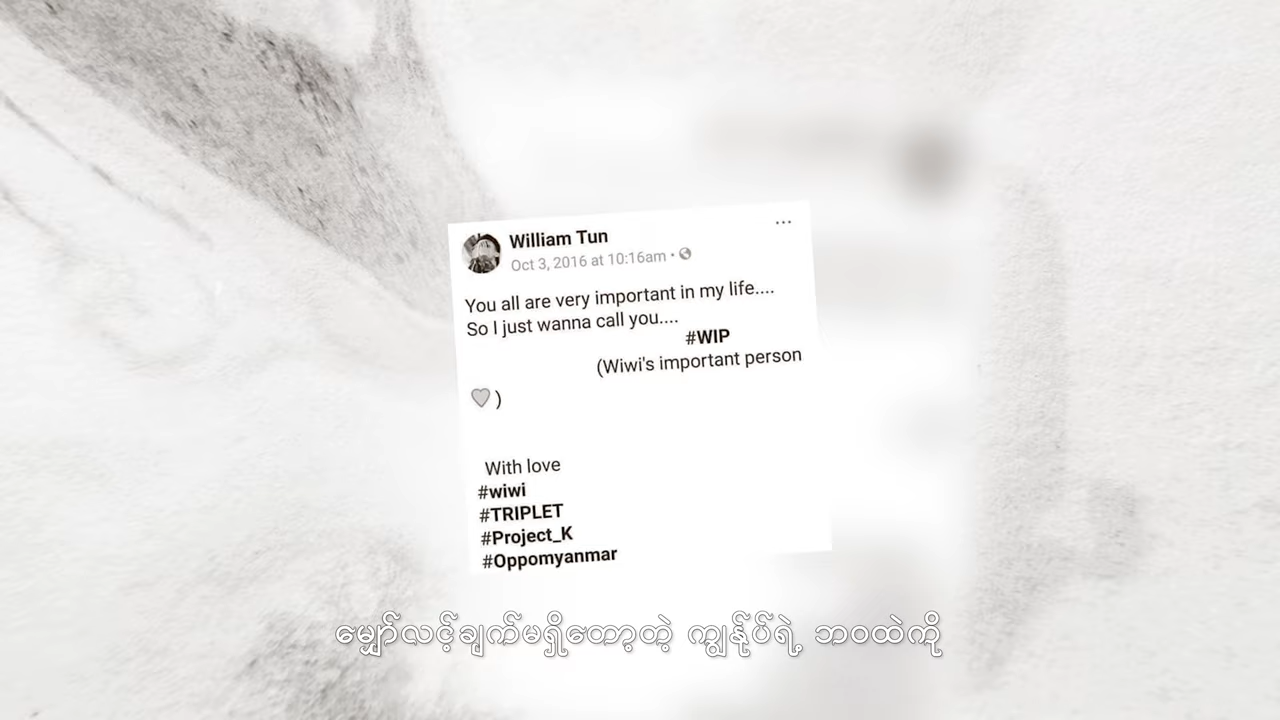 William Tun
Oct 3, 2016 at 10:16am •
You all are very important in my life....
So I just wanna call you....
#WIP
(Wiwi's important person
🤍 )
With love
#wiwi
#TRIPLET
#Project_K
#Oppomyanmar
မျှော်လင့်ချက်မရှိတော့တဲ့ ကျွန်ုပ်ရဲ့ ဘဝထဲကို